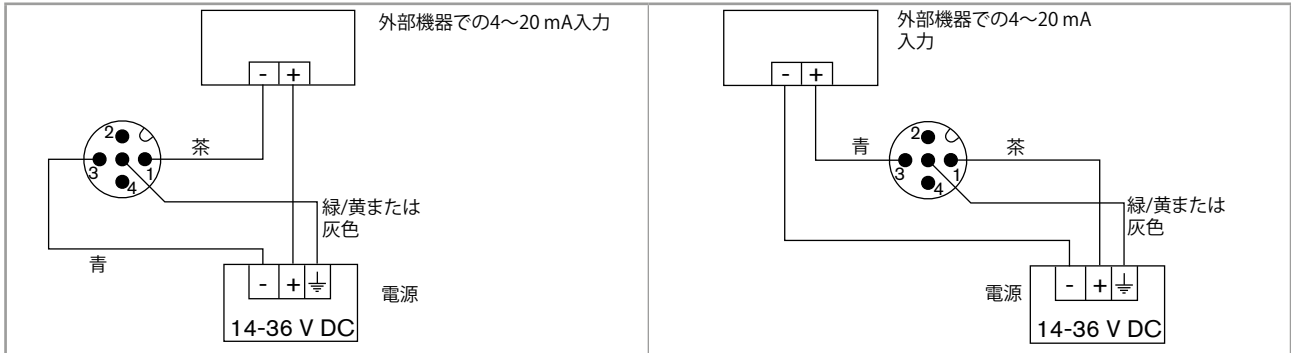 外部機器での4～20 mA入力
- +
2
3
1
4
茶
緑/黄または
灰色
青
- +
電源
14-36 V DC
外部機器での4～20 mA
入力
- +
青
2
3
1
4
茶
緑/黄または
灰色
電源
- +
14-36 V DC